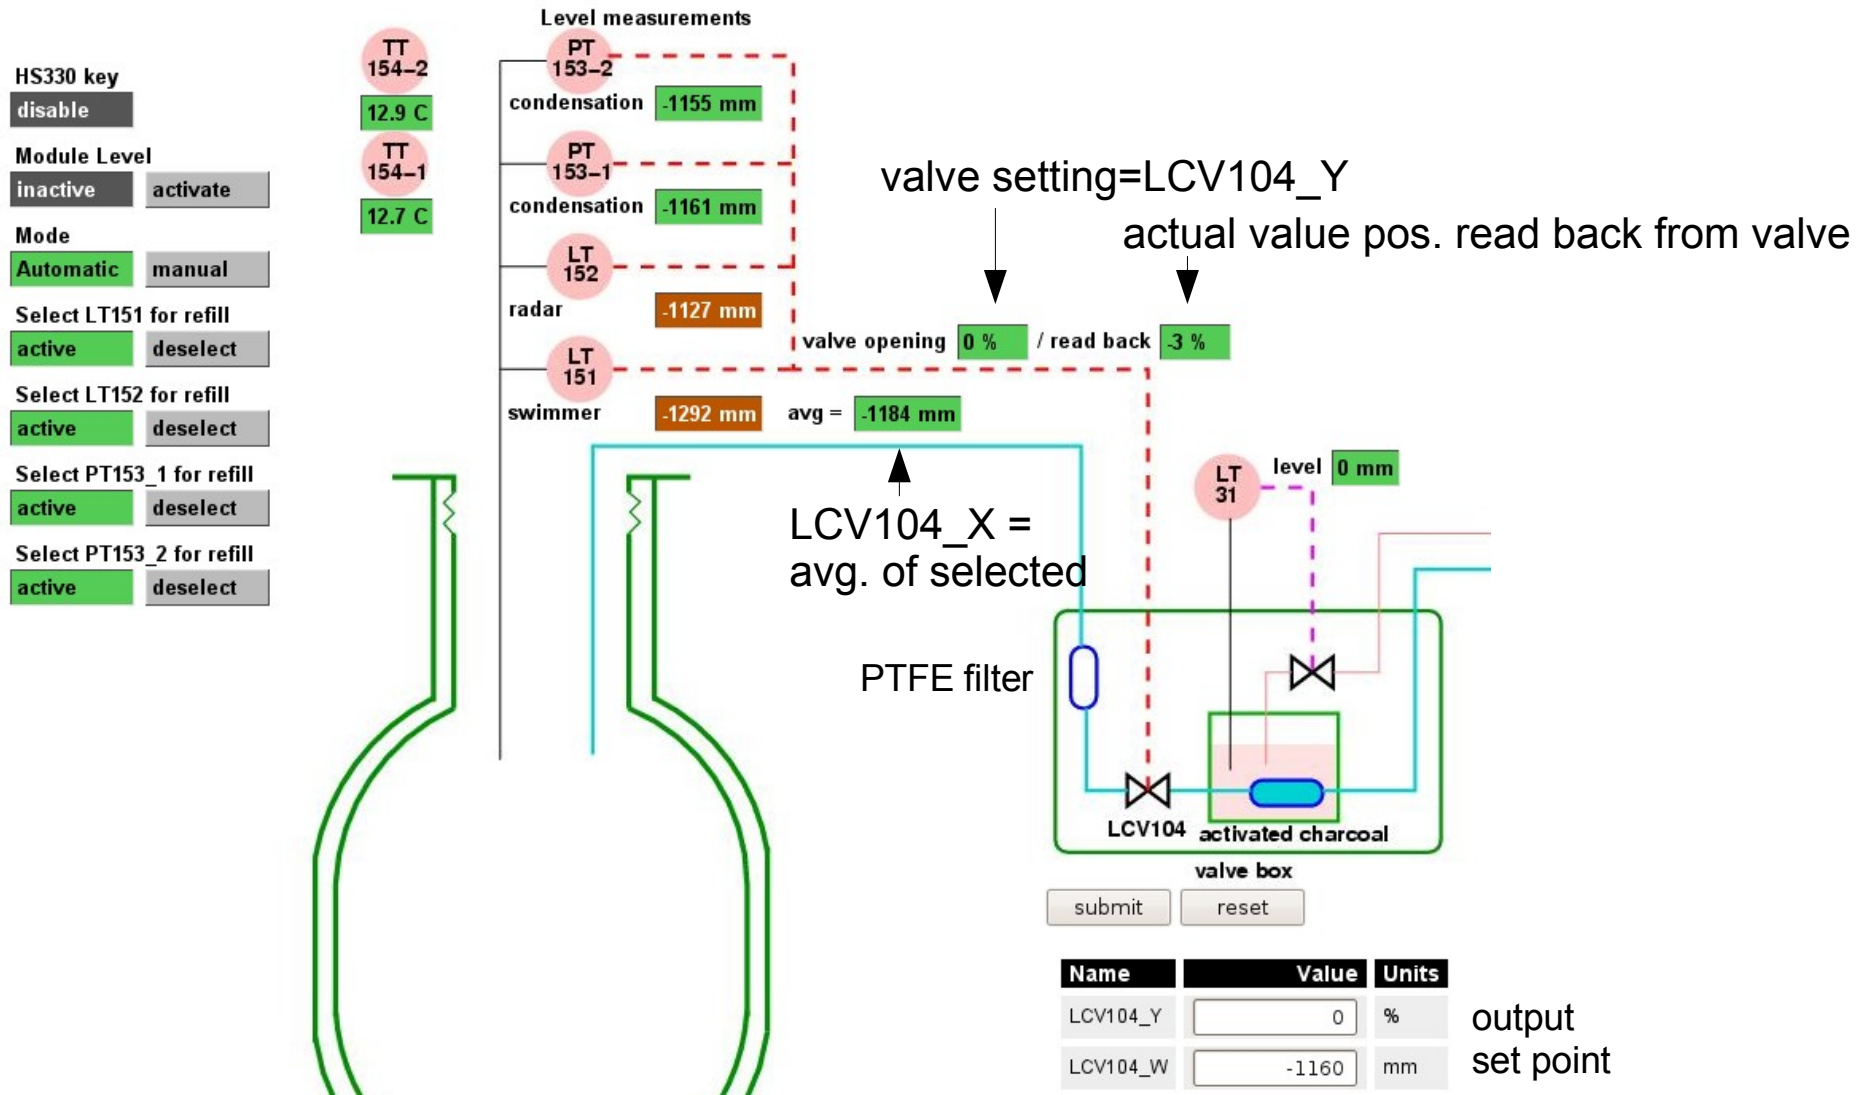 Level measurements
HS330 key
disable
Module Level
inactive activate
Mode
Automatic manual
Select LT151 for refill
active deselect
Select LT152 for refill
active deselect
Select PT153_1 for refill
active deselect
Select PT153_2 for refill
active deselect
TT
154-2
12.9 C
TT
154-1
12.7 C
PT
153-2
condensation -1155 mm
PT
153-1
condensation -1161 mm
LT
152
radar -1127 mm
LT
151
swimmer -1292 mm avg = -1184 mm
valve setting=LCV104_Y
actual value pos. read back from valve
valve opening 0 % / read back -3 %
LCV104_X =
avg. of selected
LT
31
level 0 mm
PTFE filter
LCV104 activated charcoal
valve box
submit reset
Name Value Units
LCV104_Y 0 % output
LCV104_W -1160 mm set point